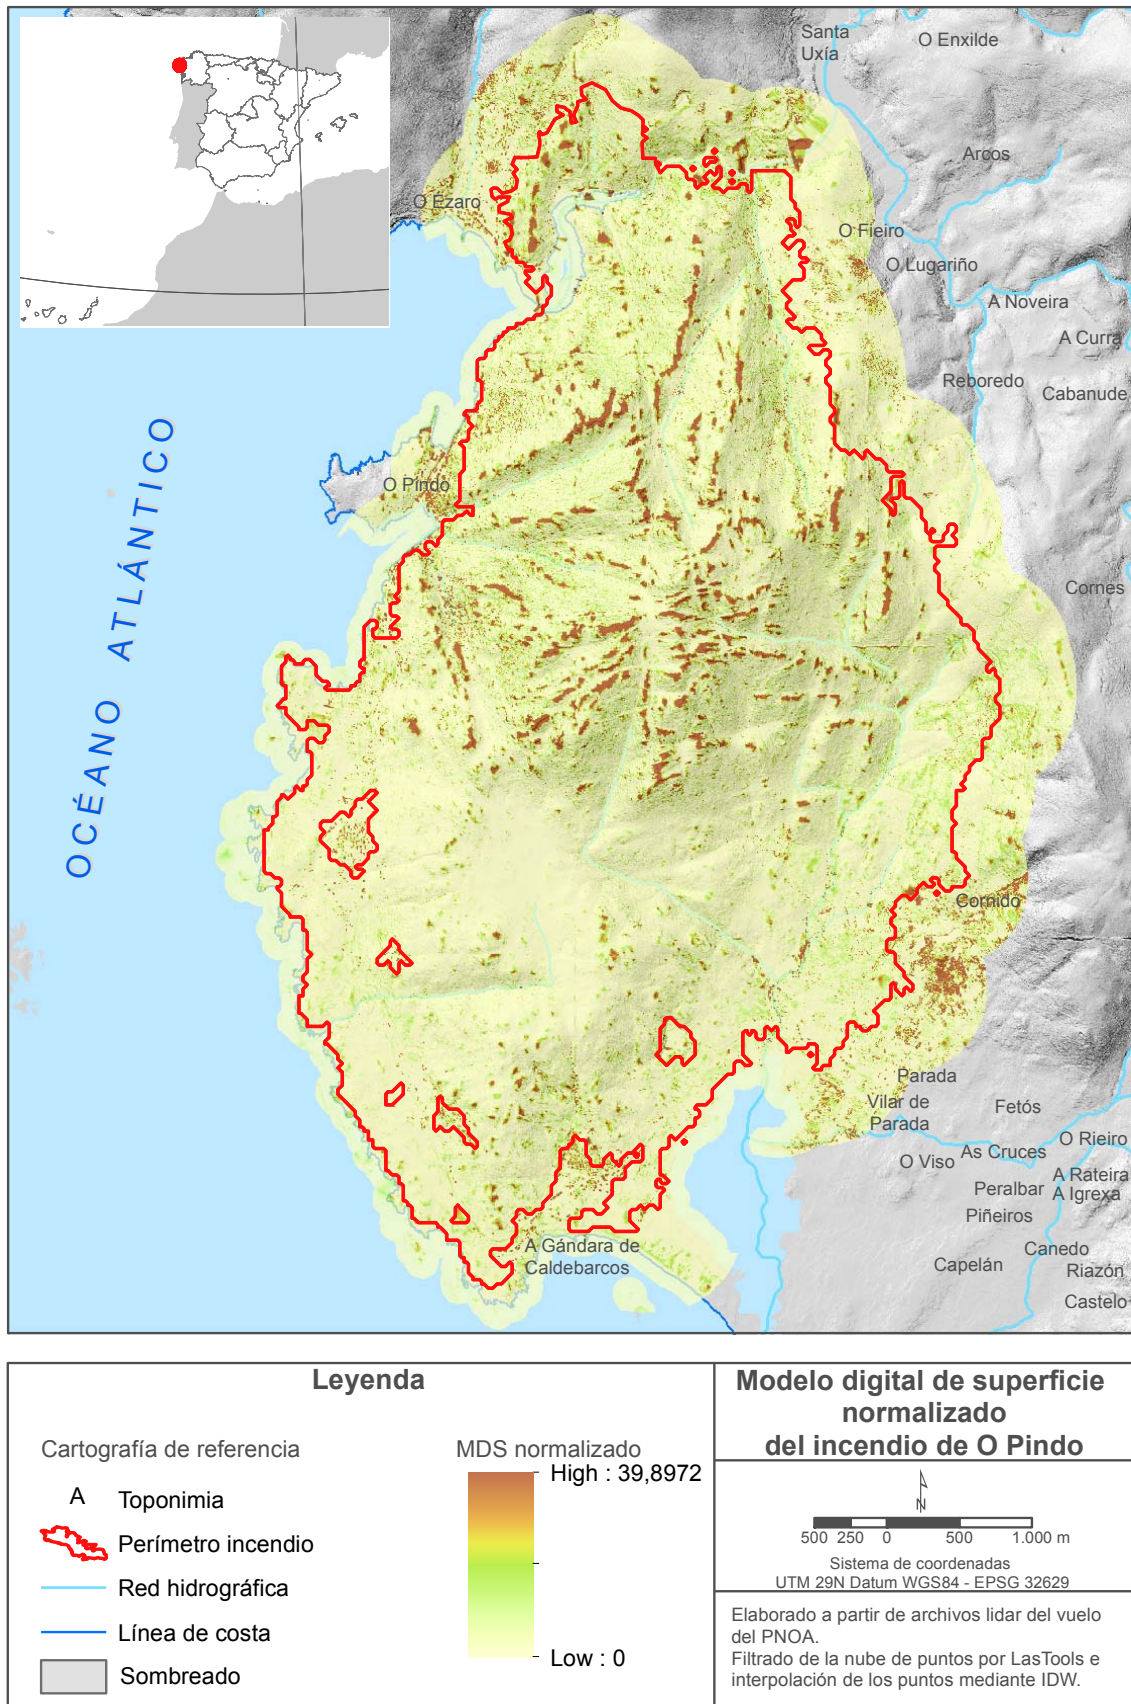 Santa
Uxía
O Enxilde
Arcos
O Ézaro
O Fieiro
O Lugariño
A Noveira
A Curra
Reboredo
Cabanude
O Pindo
OCÉANO ATLÁNTICO
Cornes
Cornido
Parada
Vilar de
Parada
Fetós
O Rieiro
As Cruces
O Viso
A Rateira
Peralbar
A Igrexa
Piñeiros
A Gándara de
Caldebarcos
Canedo
Capelán
Riazón
Castelo
Leyenda
Cartografía de referencia
A Toponimia
Perímetro incendio
Red hidrográfica
Línea de costa
Sombreado
MDS normalizado
High : 39,8972
Low : 0
Modelo digital de superficie
normalizado
del incendio de O Pindo
N
500 250 0 500 1.000 m
Sistema de coordenadas
UTM 29N Datum WGS84 - EPSG 32629
Elaborado a partir de archivos lidar del vuelo
del PNOA.
Filtrado de la nube de puntos por LasTools e
interpolación de los puntos mediante IDW.